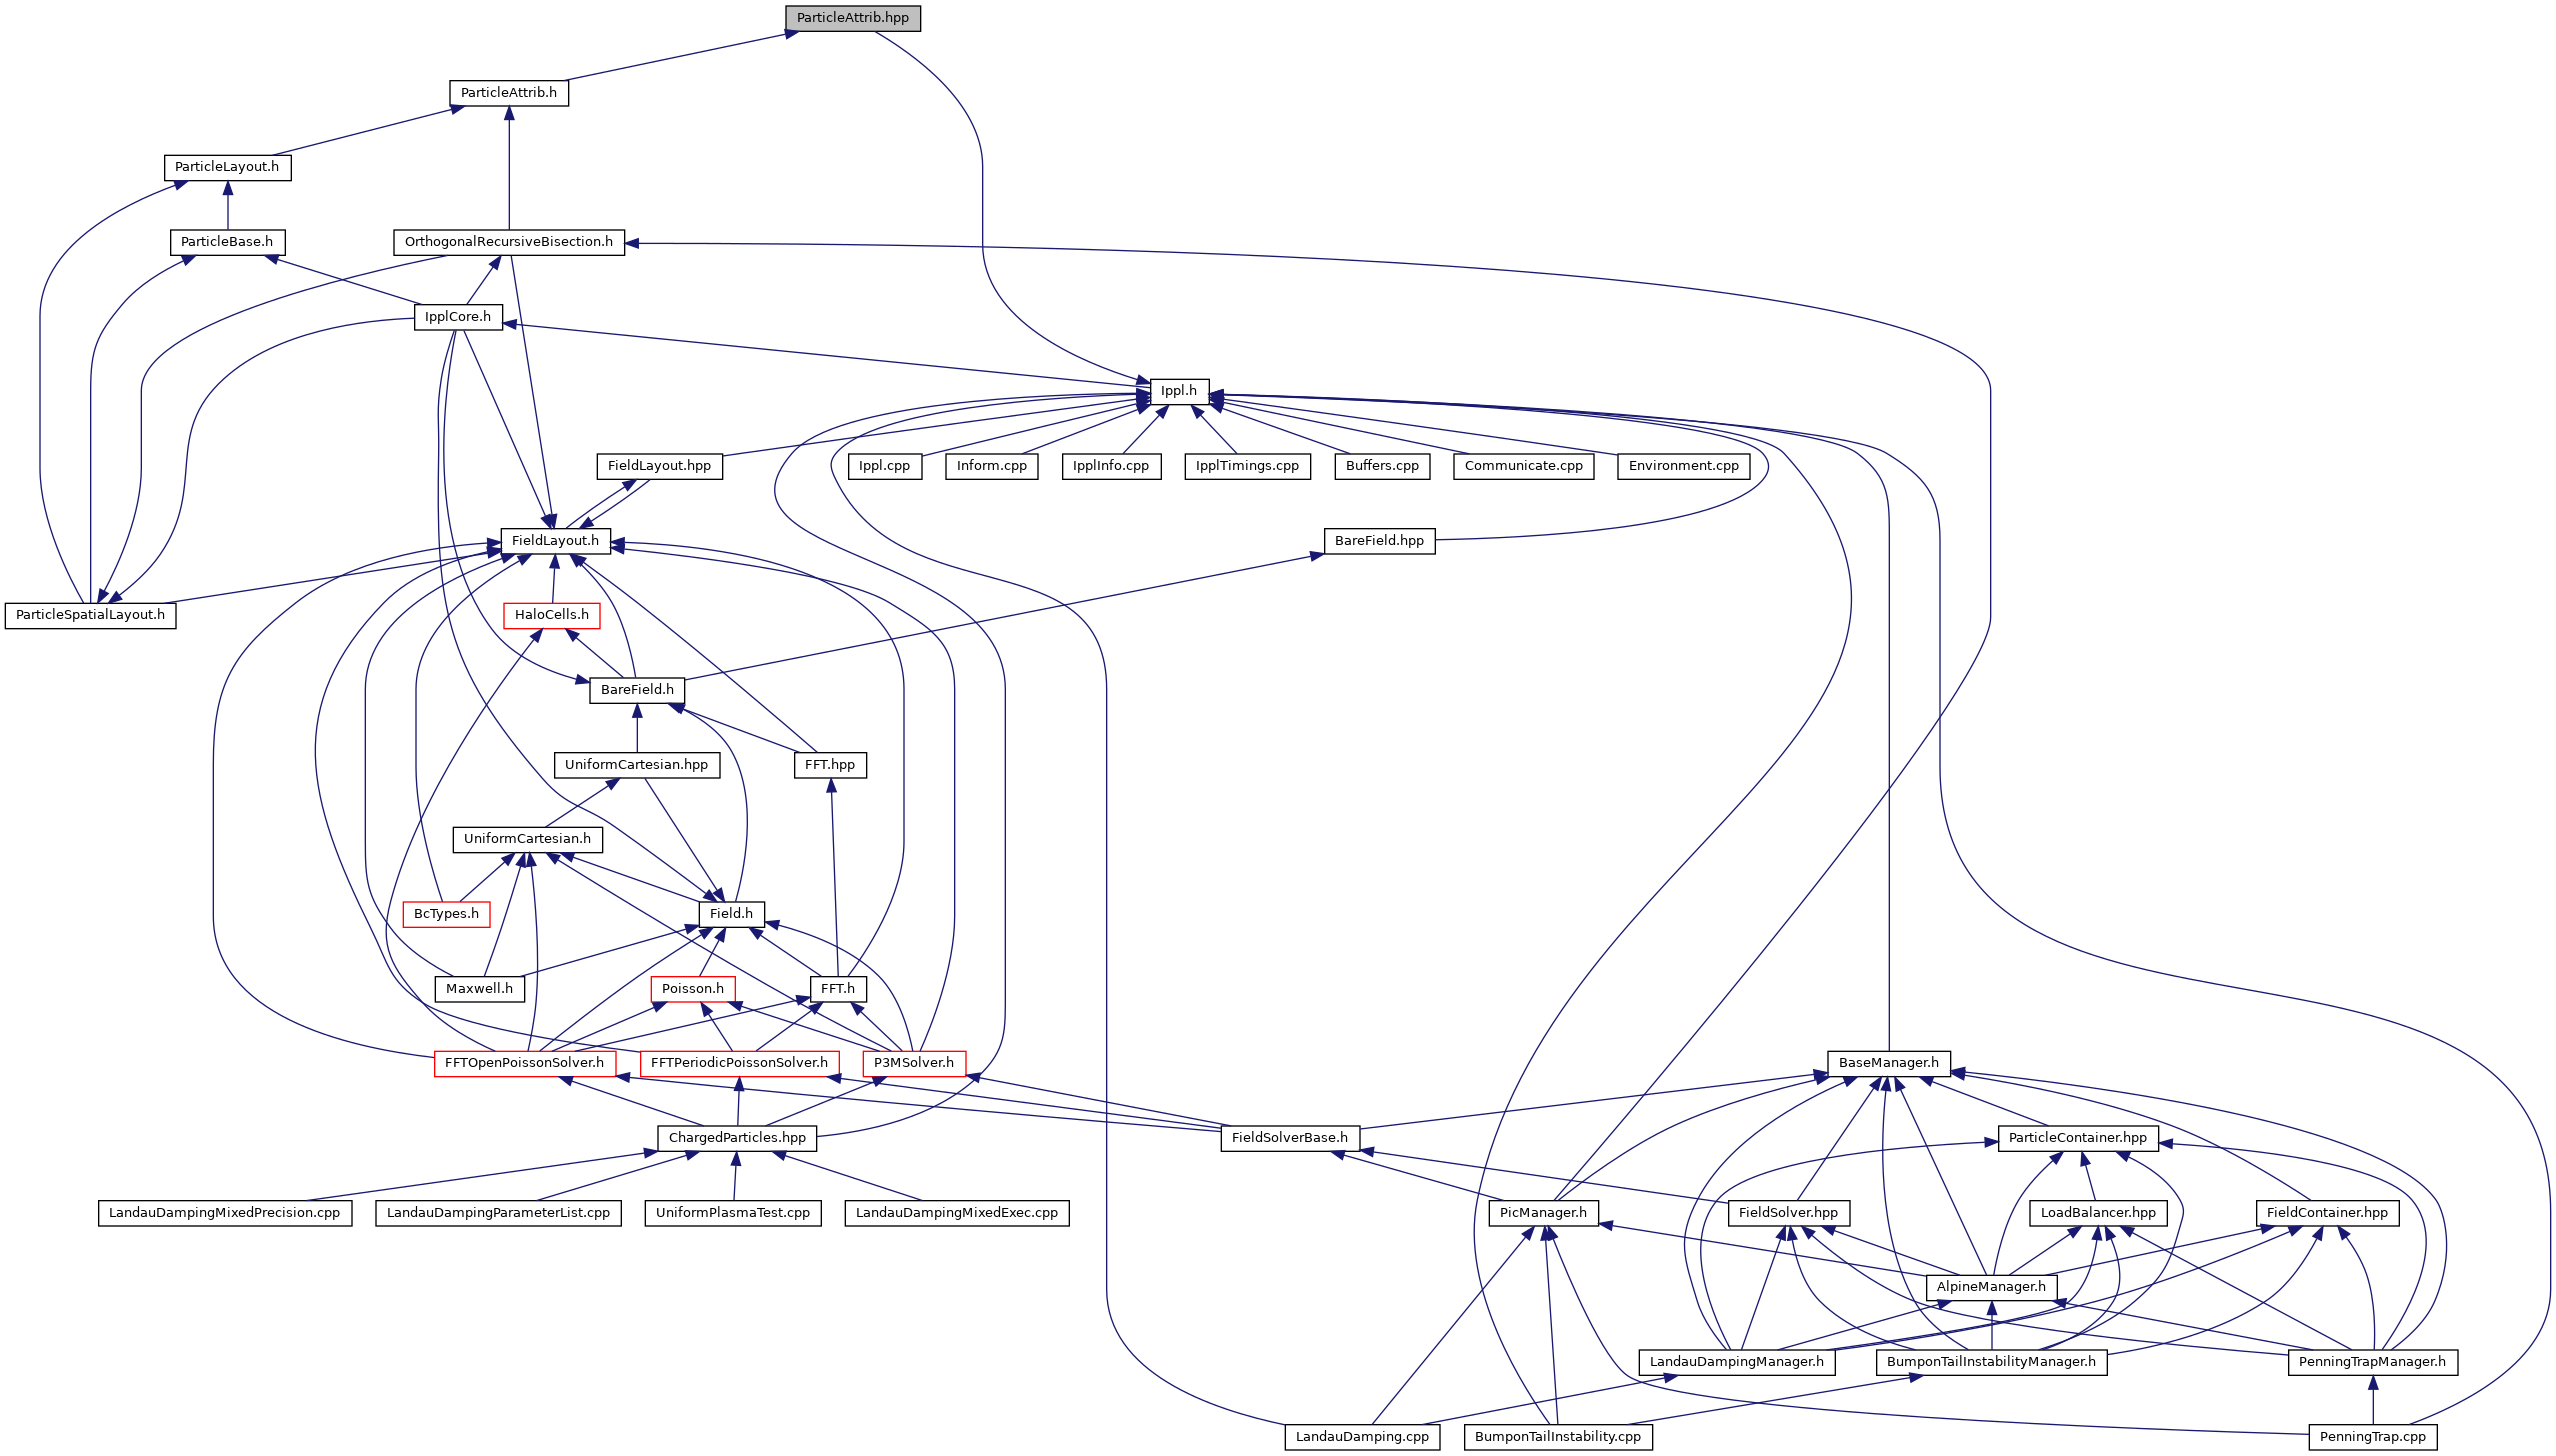 ParticleAttrib.hpp
ParticleAttrib.h
ParticleLayout.h
ParticleBase.h
OrthogonalRecursiveBisection.h
IpplCore.h
Ippl.h
FieldLayout.hpp
Ippl.cpp
Inform.cpp
IpplInfo.cpp
IpplTimings.cpp
Buffers.cpp
Communicate.cpp
Environment.cpp
FieldLayout.h
BareField.hpp
ParticleSpatialLayout.h
HaloCells.h
BareField.h
UniformCartesian.hpp
FFT.hpp
UniformCartesian.h
BcTypes.h
Field.h
Maxwell.h
Poisson.h
FFT.h
FFTOpenPoissonSolver.h
FFTPeriodicPoissonSolver.h
P3MSolver.h
BaseManager.h
ChargedParticles.hpp
FieldSolverBase.h
ParticleContainer.hpp
LandauDampingMixedPrecision.cpp
LandauDampingParameterList.cpp
UniformPlasmaTest.cpp
LandauDampingMixedExec.cpp
PicManager.h
FieldSolver.hpp
LoadBalancer.hpp
FieldContainer.hpp
AlpineManager.h
LandauDampingManager.h
BumponTailInstabilityManager.h
PenningTrapManager.h
LandauDamping.cpp
BumponTailInstability.cpp
PenningTrap.cpp